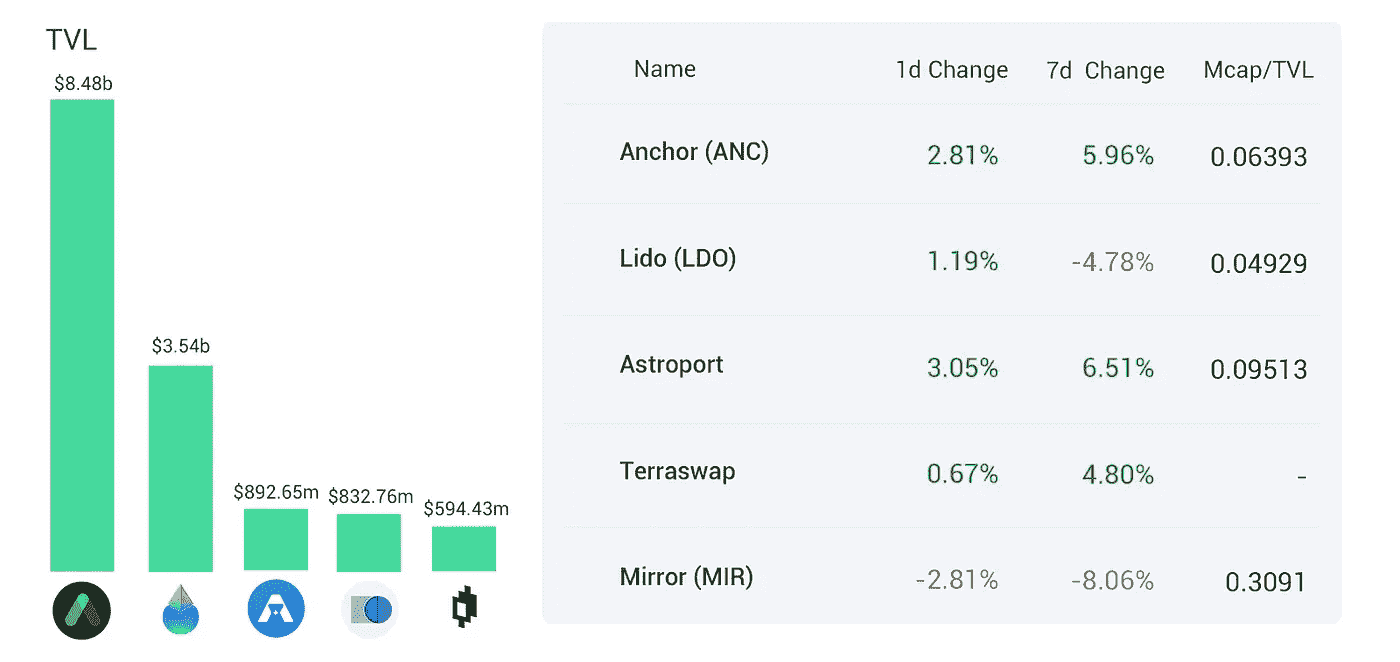 TVL
$8.48b
$3.54b
$892.65m
$832.76m
$594.43m
Name 1d Change 7d Change Mcap/TVL
Anchor (ANC) 2.81% 5.96% 0.06393
Lido (LDO) 1.19% -4.78% 0.04929
Astroport 3.05% 6.51% 0.09513
Terraswap 0.67% 4.80% -
Mirror (MIR) -2.81% -8.06% 0.3091